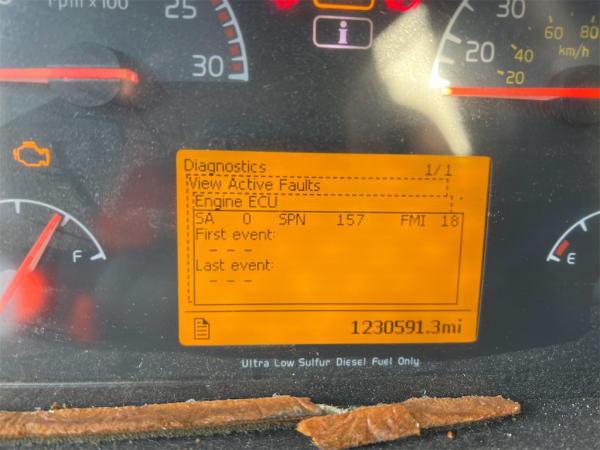 rpm x 100
25
30
i
30
20
20
40
60
80
km/h
Diagnostics 1/1
View Active Faults
Engine ECU
SA 0 SPN 157 FMI 18
First event:
- - -
Last event:
- - -
1230591.3mi
F
E
Ultra Low Sulfur Diesel Fuel Only